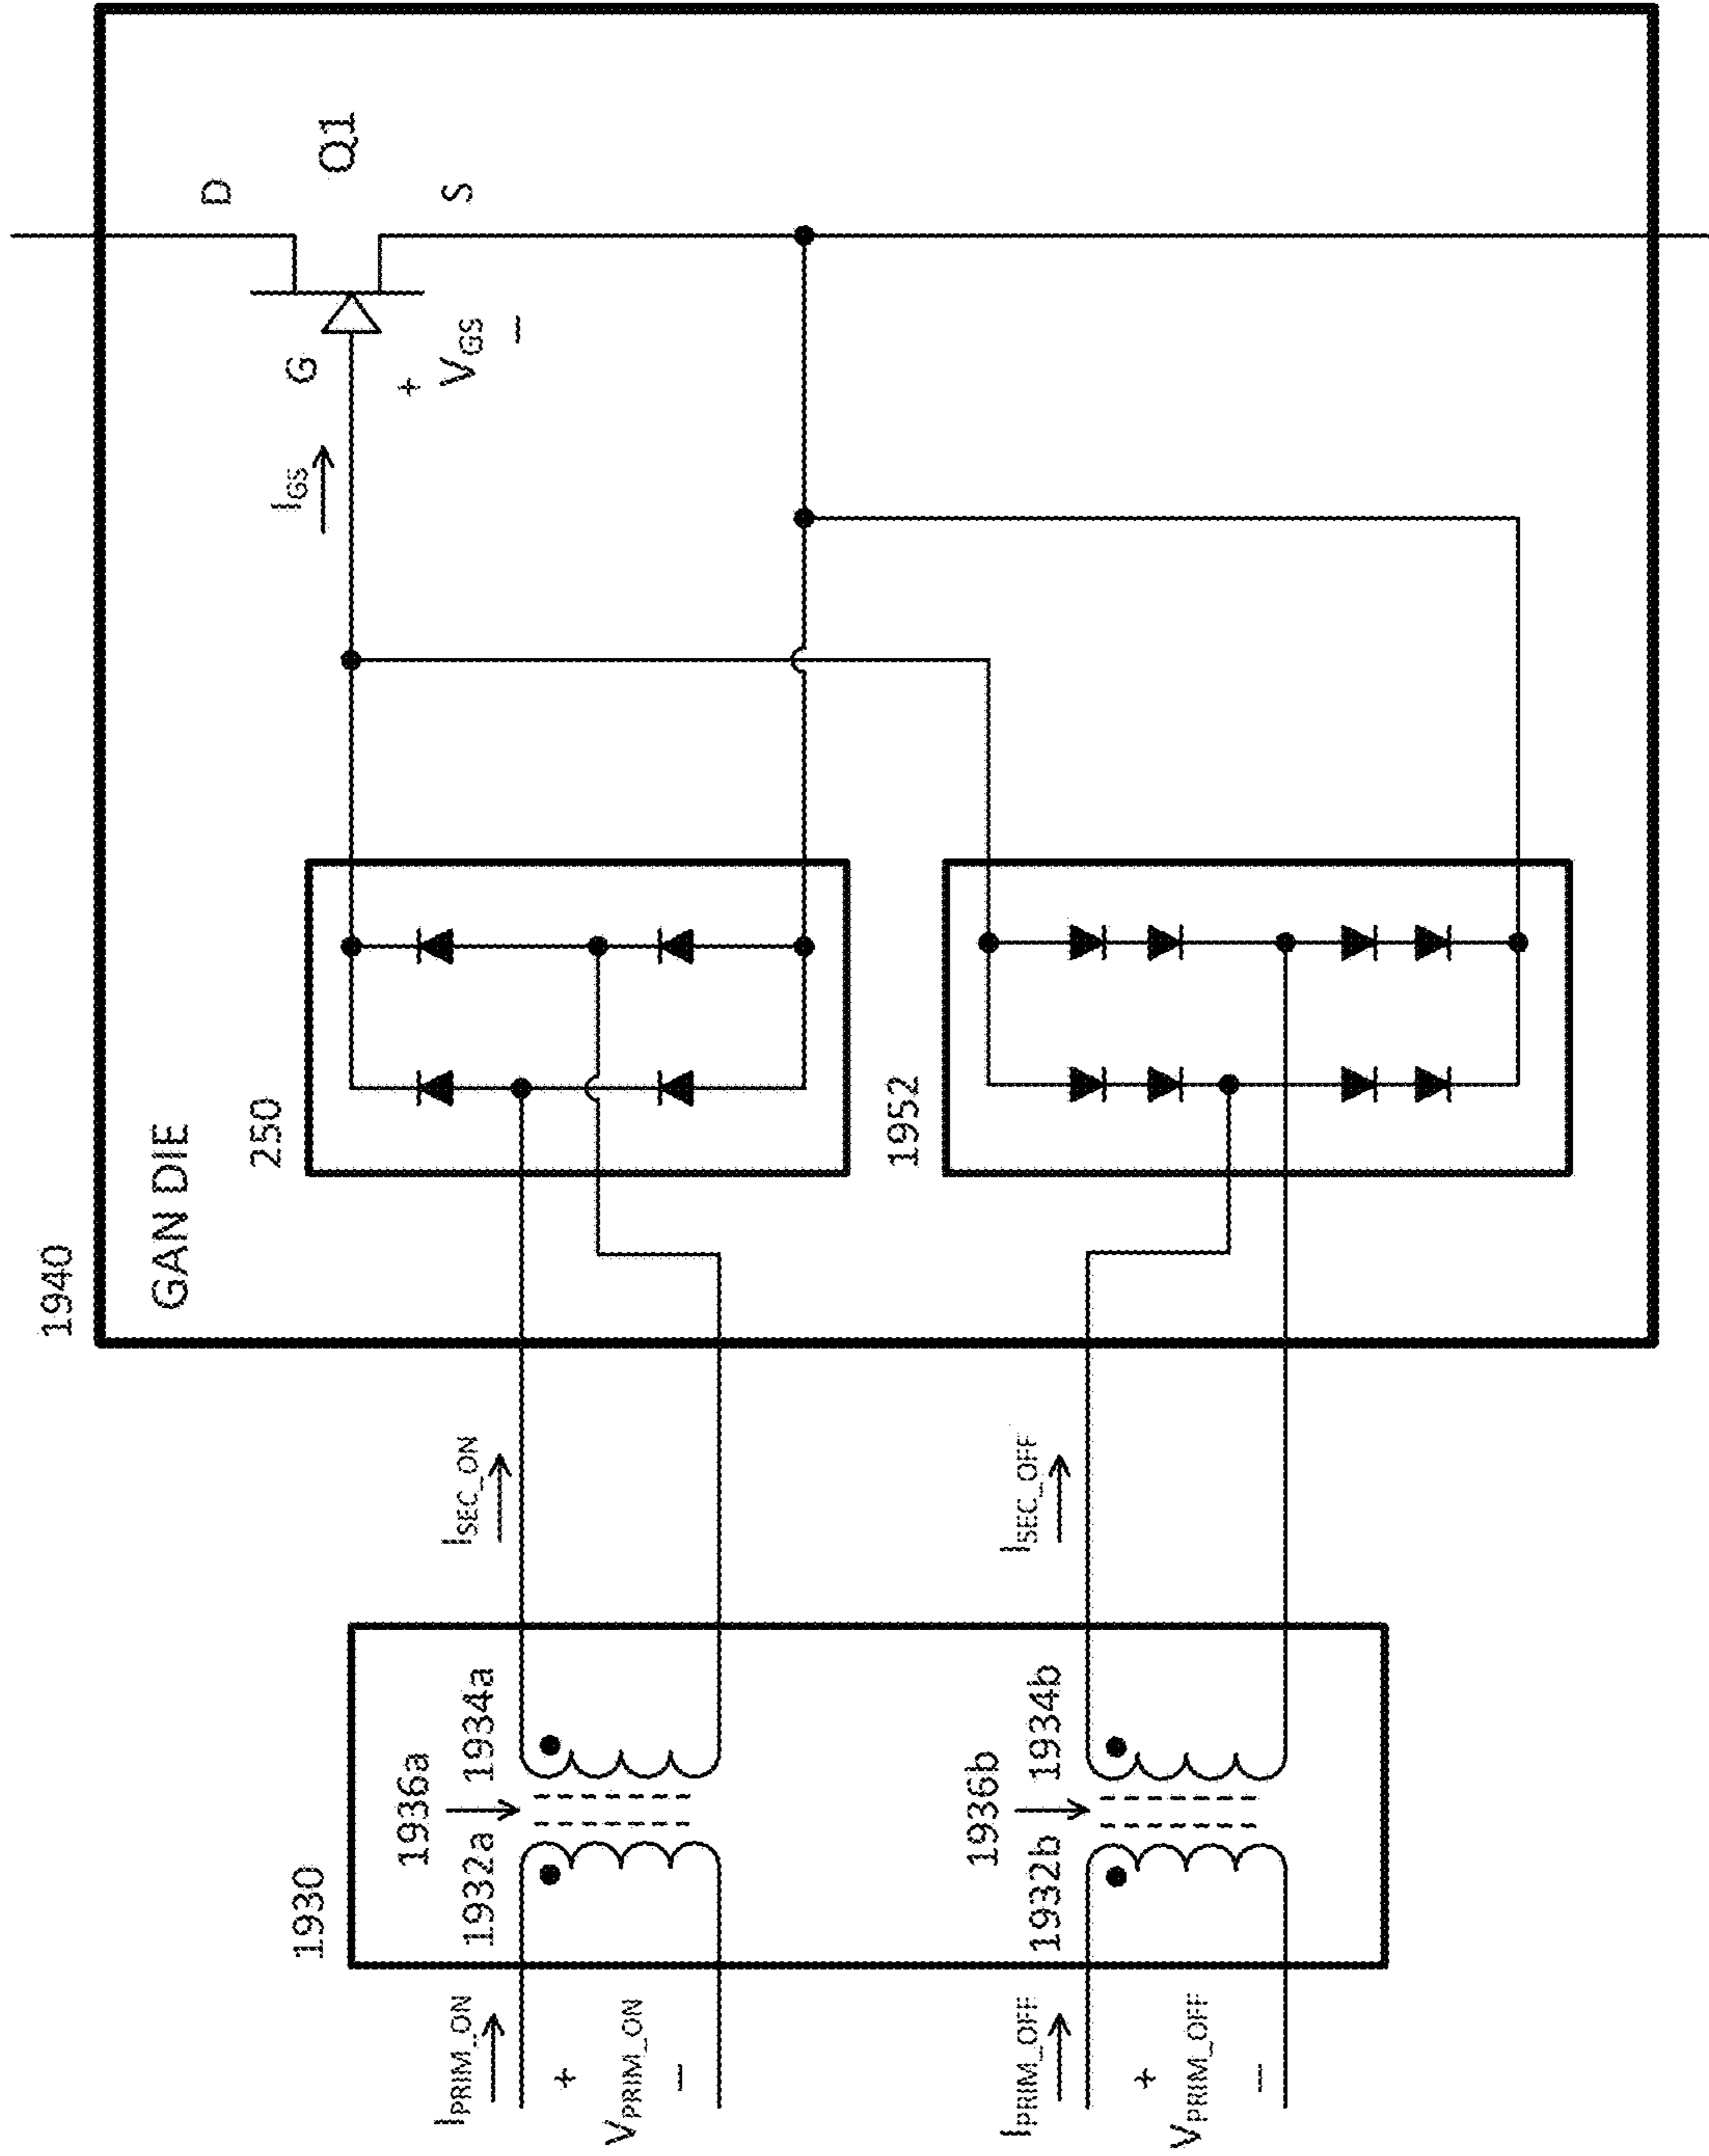 1940
GAN DIE
D
Q1
S
G
+
V_GS
−
I_GS
250
1952
I_SEC_ON
I_SEC_OFF
1930
1936a
1932a 1934a
1936b
1932b 1934b
I_PRIM_ON
+
V_PRIM_ON
−
I_PRIM_OFF
+
V_PRIM_OFF
−